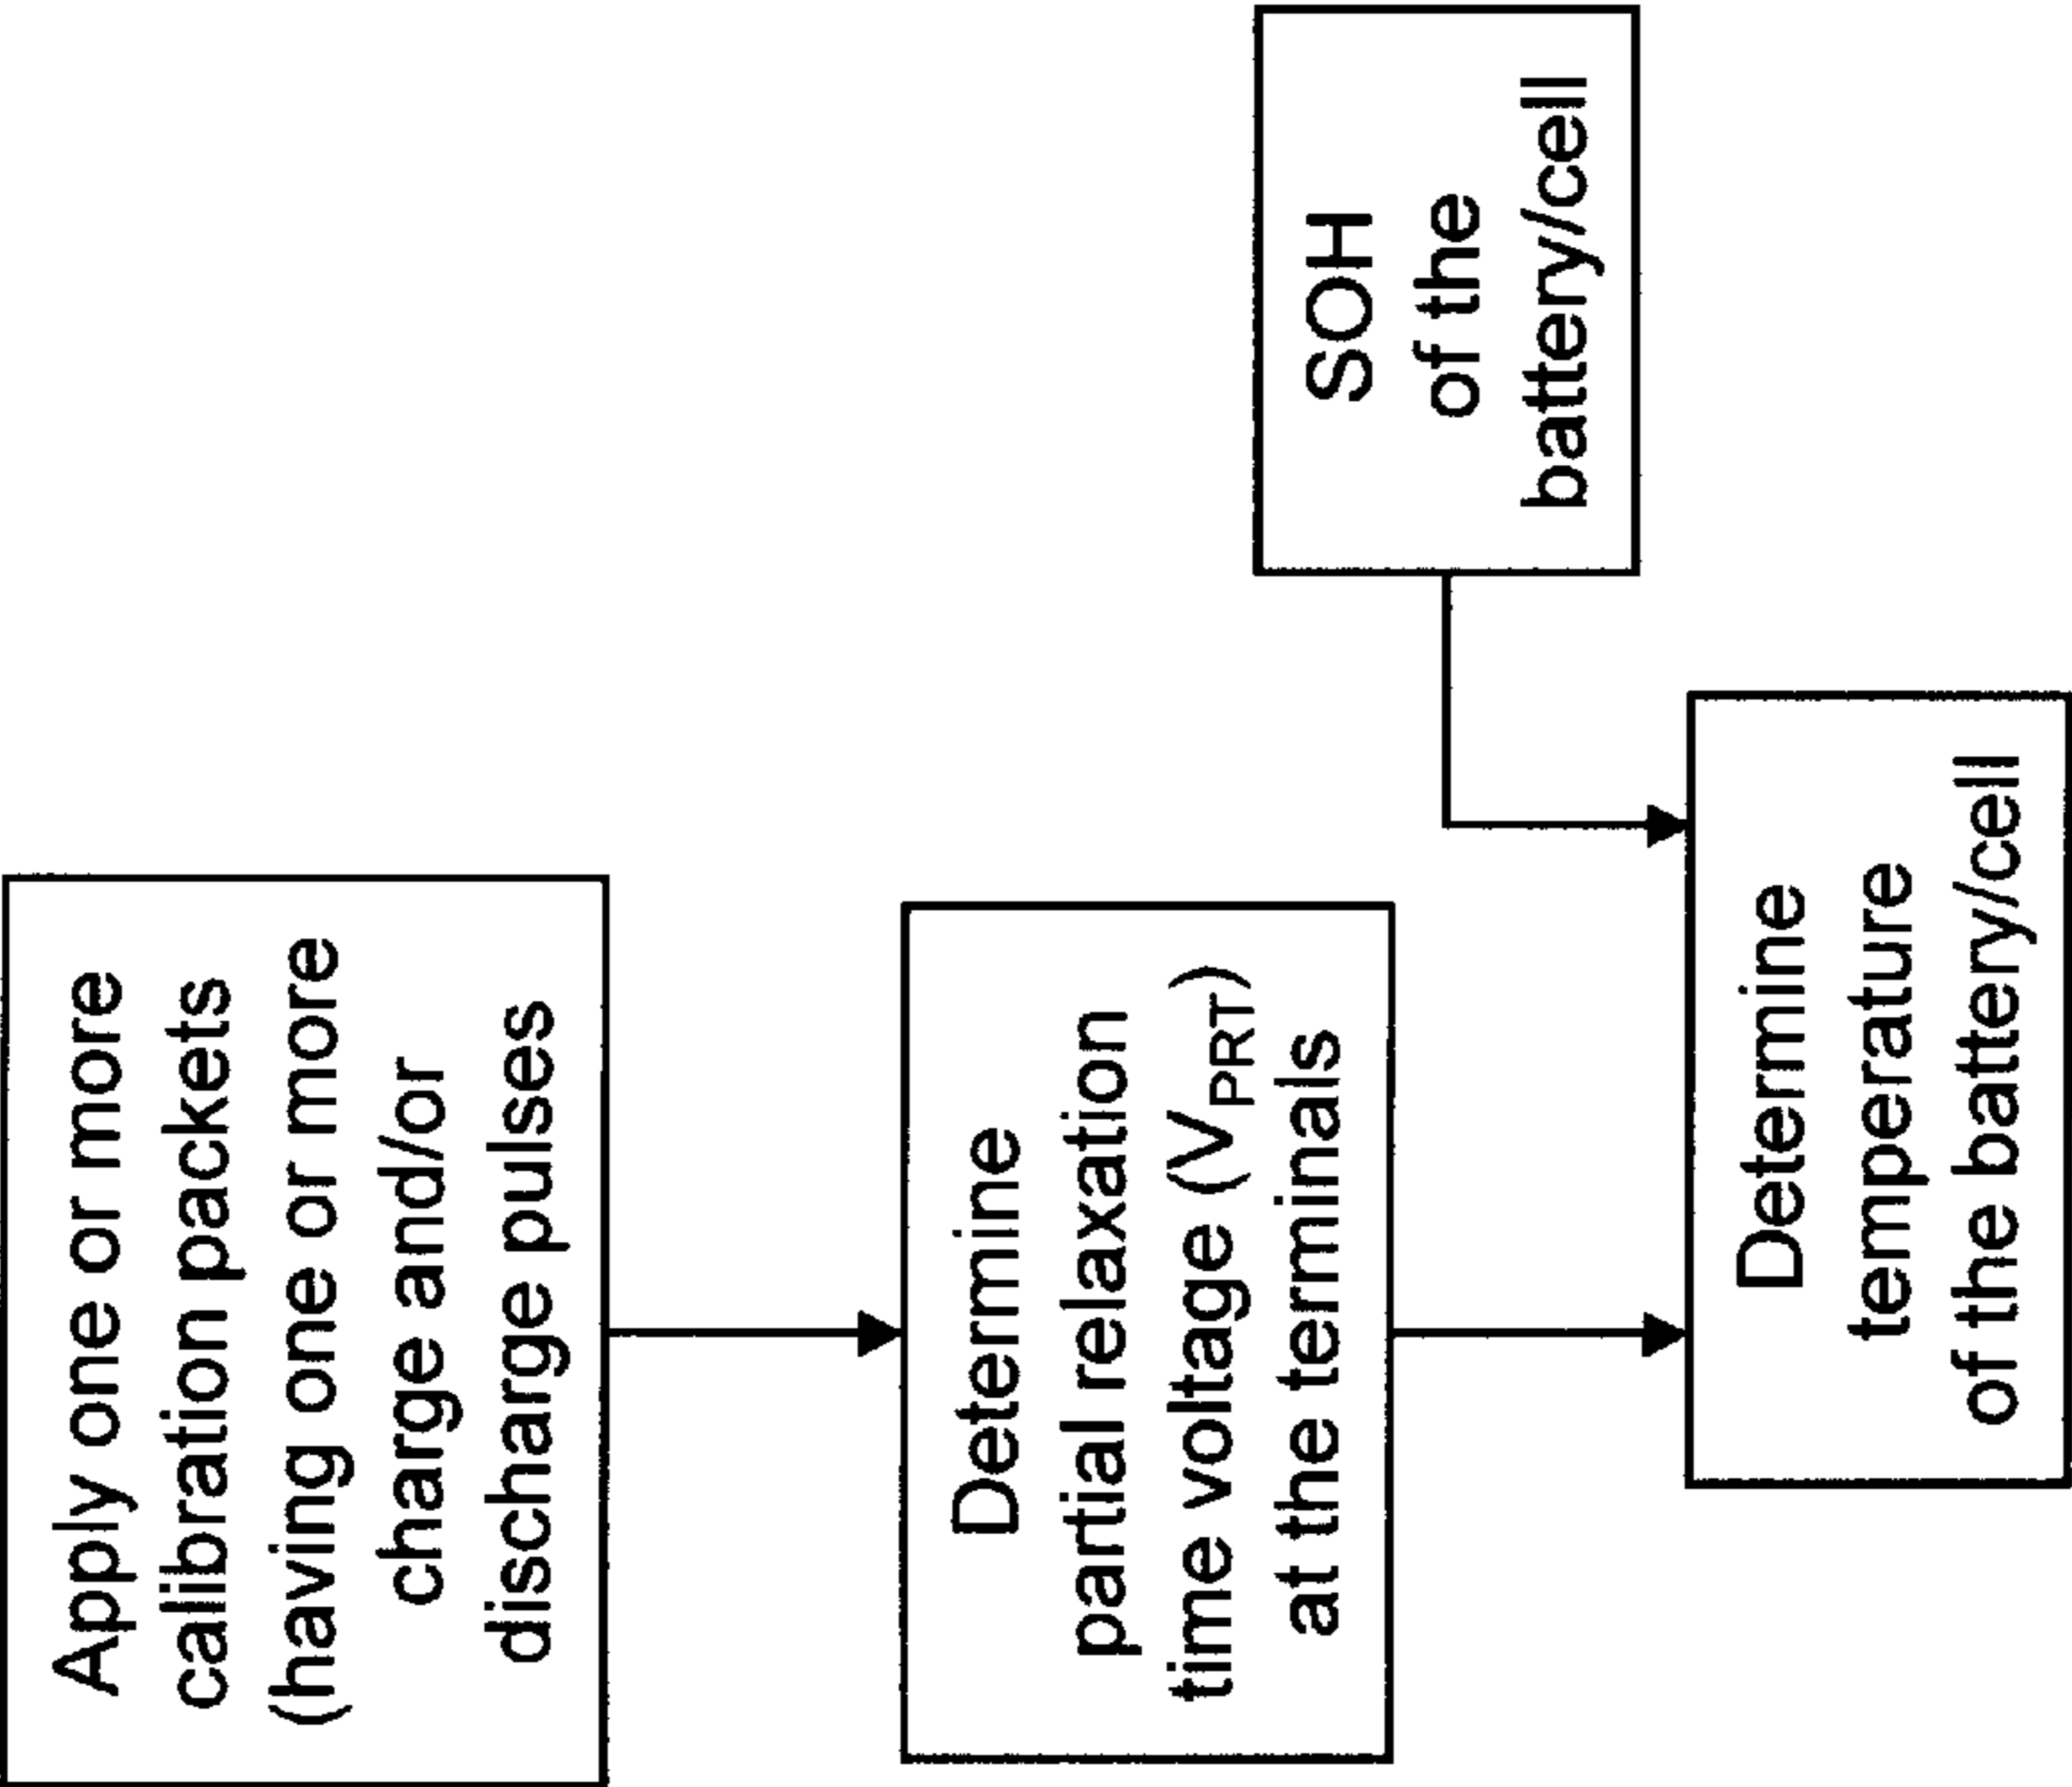 Apply one or more
calibration packets
(having one or more
charge and/or
discharge pulses
Determine
partial relaxation
time voltage (VPRT)
at the terminals
SOH
of the
battery/cell
Determine
temperature
of the battery/cell